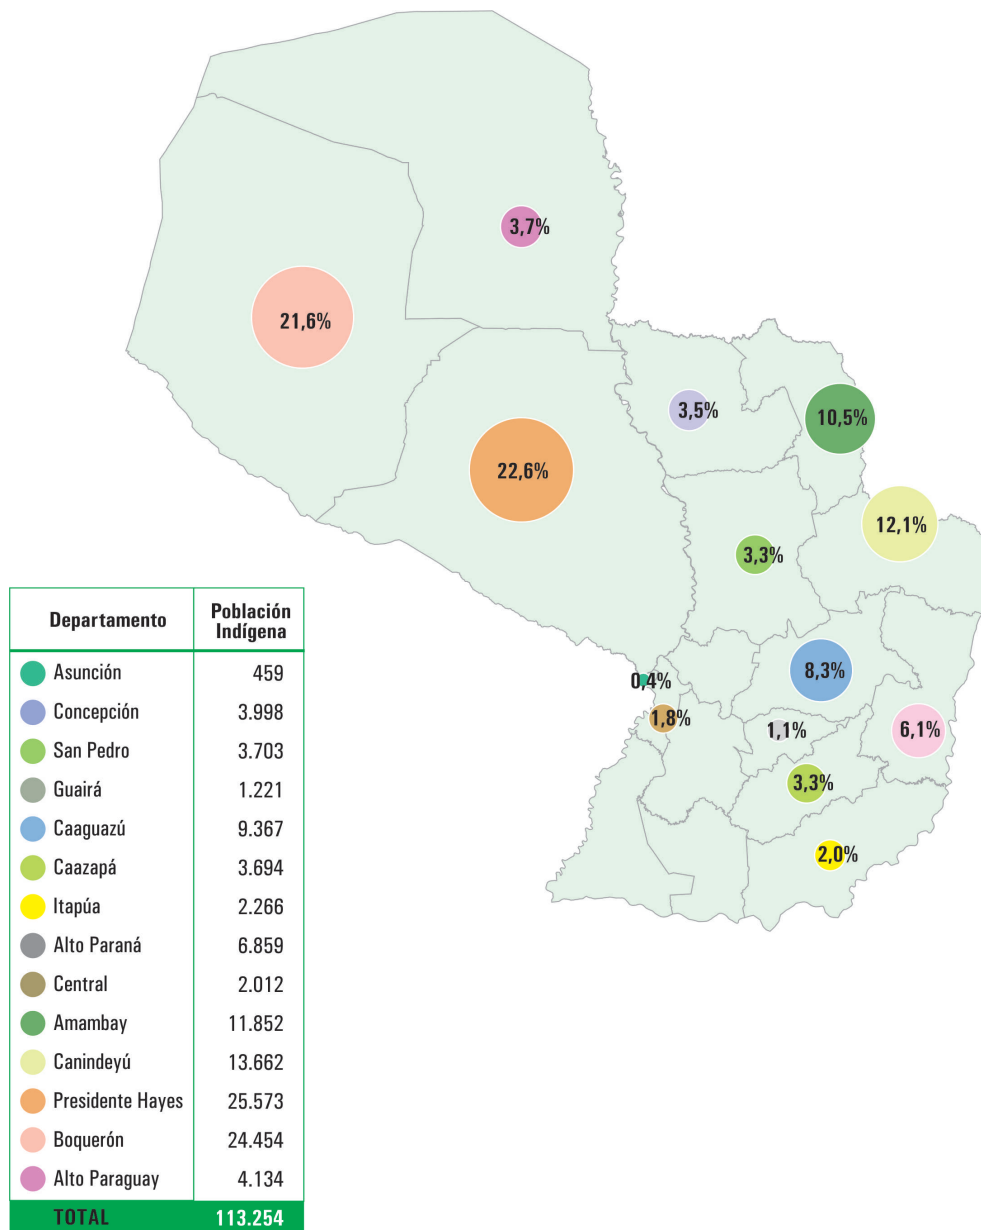 3,7%
21,6%
3,5%
10,5%
22,6%
12,1%
3,3%
8,3%
0,4%
1,8%
1,1%
6,1%
3,3%
2,0%
Departamento Población Indígena
Asunción 459
Concepción 3.998
San Pedro 3.703
Guairá 1.221
Caaguazú 9.367
Caazapá 3.694
Itapúa 2.266
Alto Paraná 6.859
Central 2.012
Amambay 11.852
Canindeyú 13.662
Presidente Hayes 25.573
Boquerón 24.454
Alto Paraguay 4.134
TOTAL 113.254